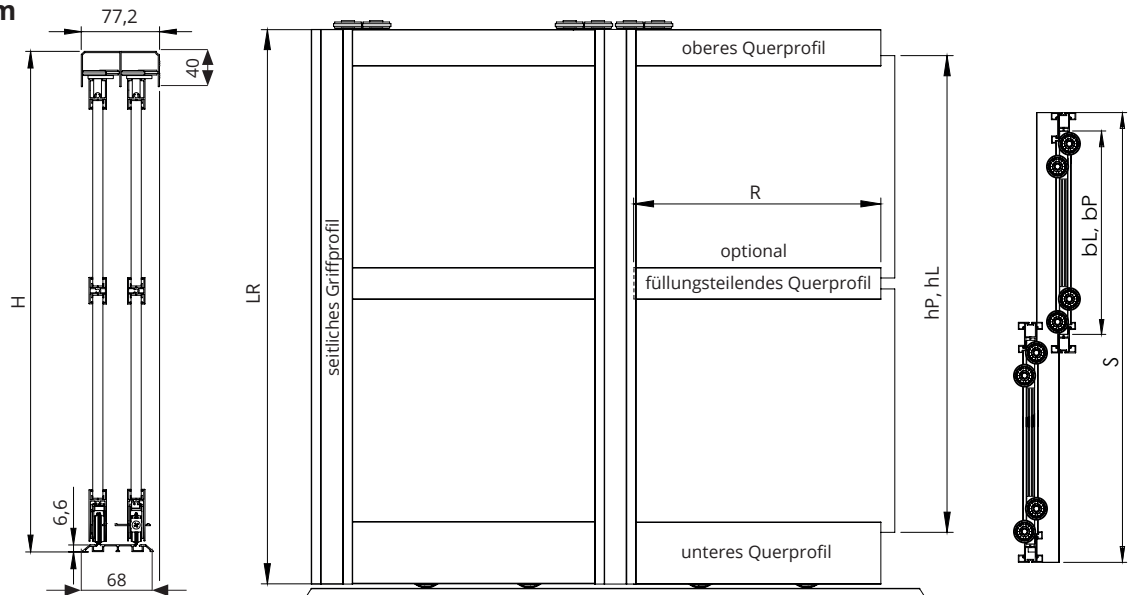 m
77,2
40
H
6,6
68
LR
seitliches Griffprofil
oberes Querprofil
R
optional
füllungsteilendes Querprofil
hP, hL
unteres Querprofil
bL, bP
S